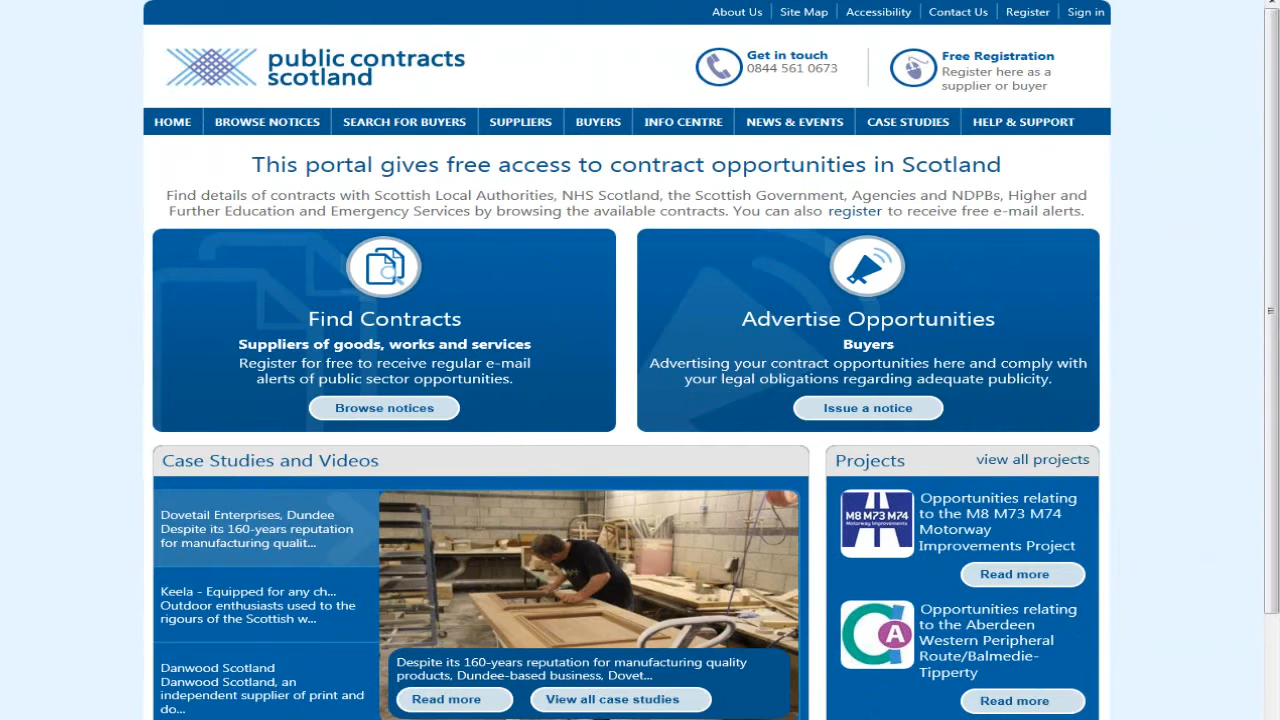 About Us Site Map Accessibility Contact Us Register Sign in
public contracts
scotland
Get in touch
0844 561 0673
Free Registration
Register here as a
supplier or buyer
HOME BROWSE NOTICES SEARCH FOR BUYERS SUPPLIERS BUYERS INFO CENTRE NEWS & EVENTS CASE STUDIES HELP & SUPPORT
This portal gives free access to contract opportunities in Scotland
Find details of contracts with Scottish Local Authorities, NHS Scotland, the Scottish Government, Agencies and NDPBs, Higher and
Further Education and Emergency Services by browsing the available contracts. You can also register to receive free e-mail alerts.
Find Contracts
Suppliers of goods, works and services
Register for free to receive regular e-mail
alerts of public sector opportunities.
Browse notices
Advertise Opportunities
Buyers
Advertising your contract opportunities here and comply with
your legal obligations regarding adequate publicity.
Issue a notice
Case Studies and Videos
Dovetail Enterprises, Dundee
Despite its 160-years reputation
for manufacturing qualit...
Keela - Equipped for any ch...
Outdoor enthusiasts used to the
rigours of the Scottish w...
Danwood Scotland
Danwood Scotland, an
independent supplier of print and
do...
Despite its 160-years reputation for manufacturing quality
products, Dundee-based business, Dovet...
Read more View all case studies
Projects view all projects
M8 M73 M74
Motorway Improvements
Opportunities relating
to the M8 M73 M74
Motorway
Improvements Project
Read more
A
Opportunities relating
to the Aberdeen
Western Peripheral
Route/Balmedie-
Tipperty
Read more